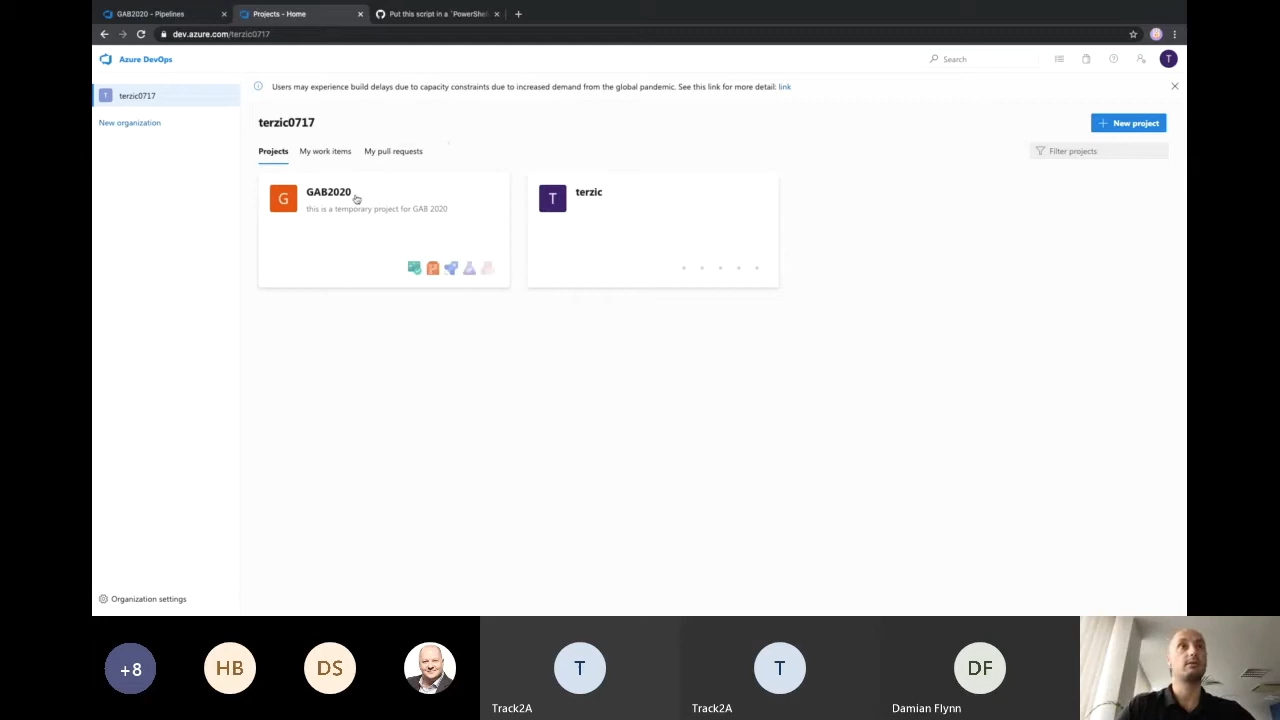 GAB2020 - Pipelines
Projects - Home
Put this script in a `PowerShel
dev.azure.com/terzic0717
Azure DevOps
Search
T
T
terzic0717
Users may experience build delays due to capacity constraints due to increased demand from the global pandemic. See this link for more detail: link
New organization
terzic0717
New project
Projects
My work items
My pull requests
Filter projects
G
GAB2020
this is a temporary project for GAB 2020
T
terzic
Organization settings
+8
HB
DS
T
T
DF
Track2A
Track2A
Damian Flynn